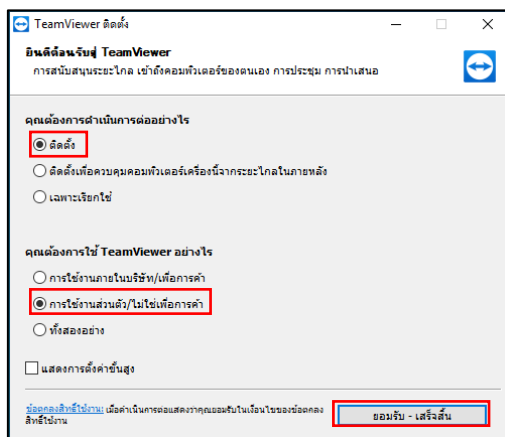 TeamViewer ติดตั้ง
ยินดีต้อนรับสู่ TeamViewer
การสนับสนุนระยะไกล เข้าถึงคอมพิวเตอร์ของตนเอง การประชุม การนำเสนอ
คุณต้องการดำเนินการต่ออย่างไร
ติดตั้ง
ติดตั้งเพื่อควบคุมคอมพิวเตอร์เครื่องนี้จากระยะไกลในภายหลัง
เฉพาะเรียกใช้
คุณต้องการใช้ TeamViewer อย่างไร
การใช้งานภายในบริษัท/เพื่อการค้า
การใช้งานส่วนตัว/ไม่ใช่เพื่อการค้า
ทั้งสองอย่าง
แสดงการตั้งค่าขั้นสูง
ข้อตกลงสิทธิ์ใช้งาน: เมื่อดำเนินการต่อแสดงว่าคุณยอมรับในเงื่อนไขของข้อตกลง
สิทธิ์ใช้งาน
ยอมรับ - เสร็จสิ้น